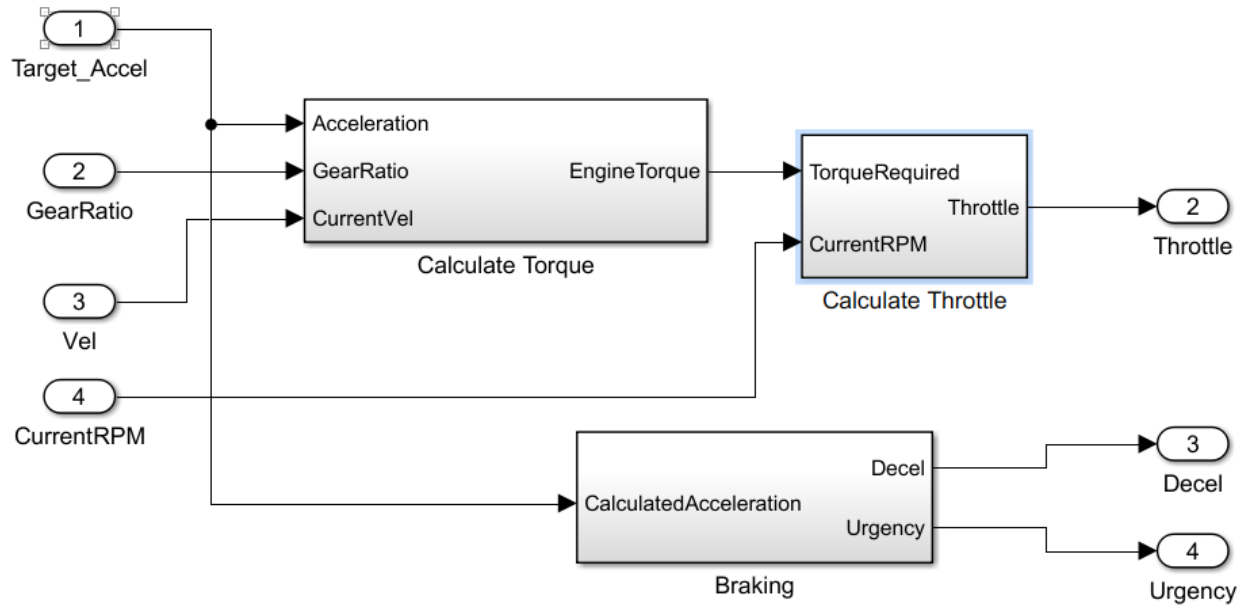 1
Target_Accel
2
GearRatio
3
Vel
4
CurrentRPM
Acceleration
GearRatio
CurrentVel
EngineTorque
Calculate Torque
TorqueRequired
CurrentRPM
Throttle
Calculate Throttle
2
Throttle
CalculatedAcceleration
Decel
Urgency
Braking
3
Decel
4
Urgency